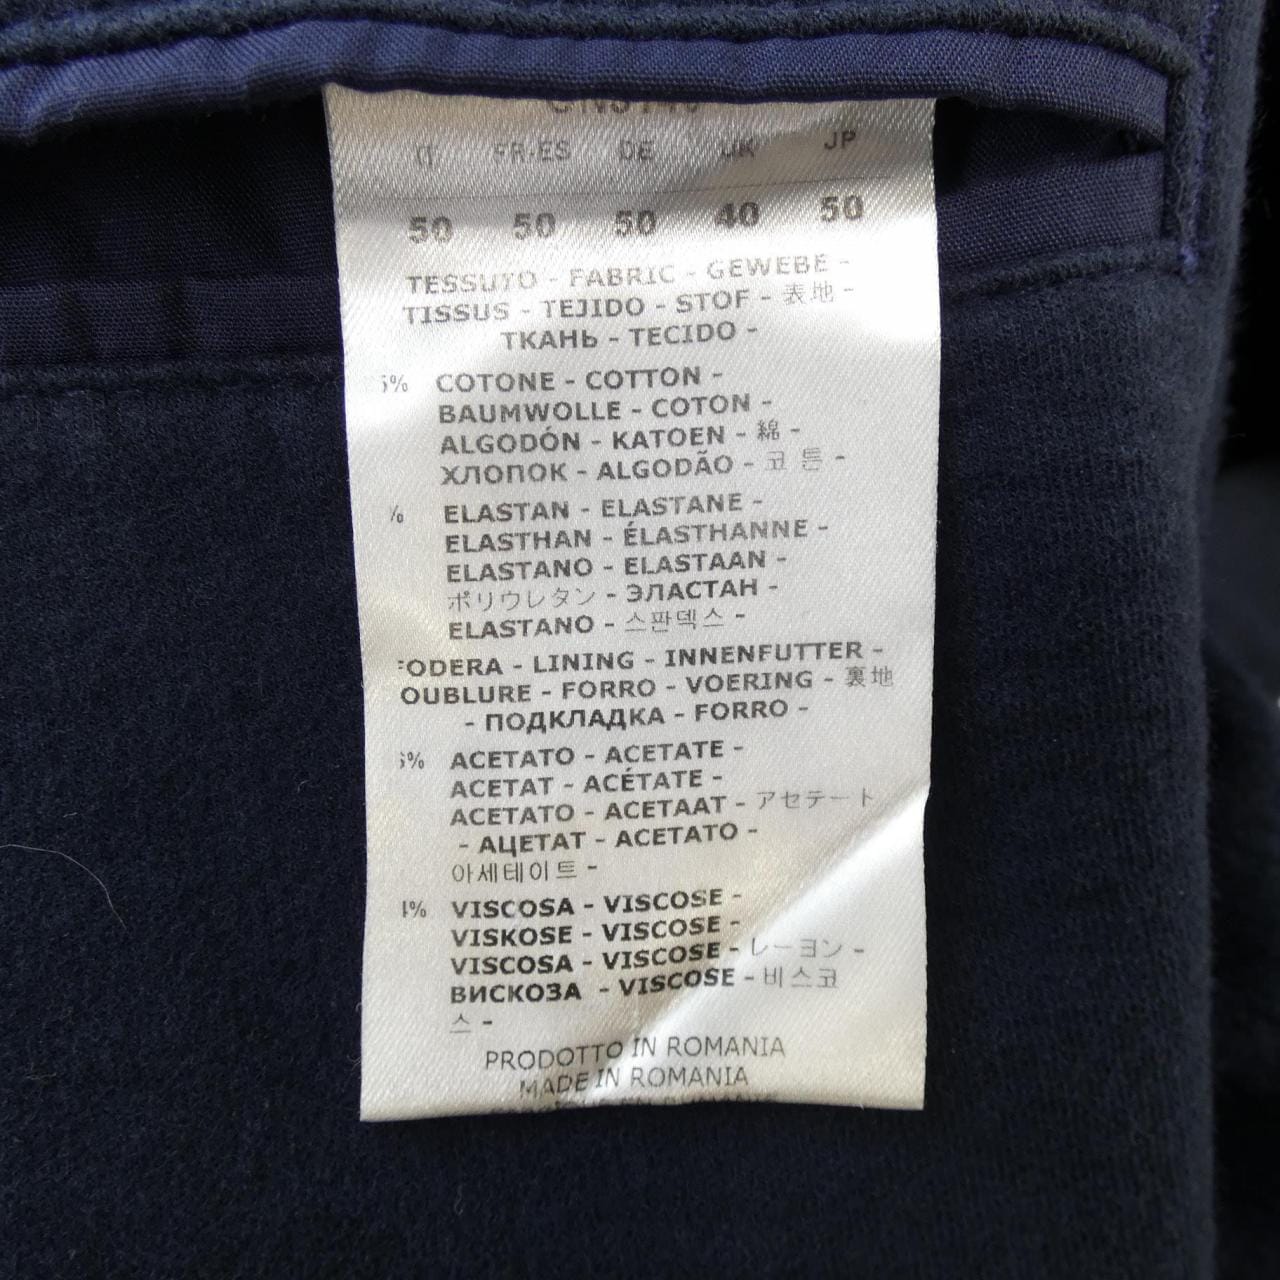 IT FR-ES DE UK JP
50 50 50 40 50
TESSUTO - FABRIC - GEWEBE -
TISSUS - TEJIDO - STOF - 表地 -
ТКАНЬ - TECIDO -
% COTONE - COTTON -
BAUMWOLLE - COTON -
ALGODÓN - KATOEN - 綿 -
ХЛОПОК - ALGODÃO - 코 튼 -
% ELASTAN - ELASTANE -
ELASTHAN - ÉLASTHANNE -
ELASTANO - ELASTAAN -
ポリウレタン - ЭЛАСТАН -
ELASTANO - 스판덱스 -
ODERA - LINING - INNENFUTTER -
OUBLURE - FORRO - VOERING - 裏地
- ПОДКЛАДКА - FORRO -
% ACETATO - ACETATE -
ACETAT - ACÉTATE -
ACETATO - ACETAAT - アセテート
- АЦЕТАТ - ACETATO -
아세테이트 -
% VISCOSA - VISCOSE -
VISKOSE - VISCOSE -
VISCOSA - VISCOSE - レーヨン -
ВИСКОЗА - VISCOSE - 비스코
스 -
PRODOTTO IN ROMANIA
MADE IN ROMANIA